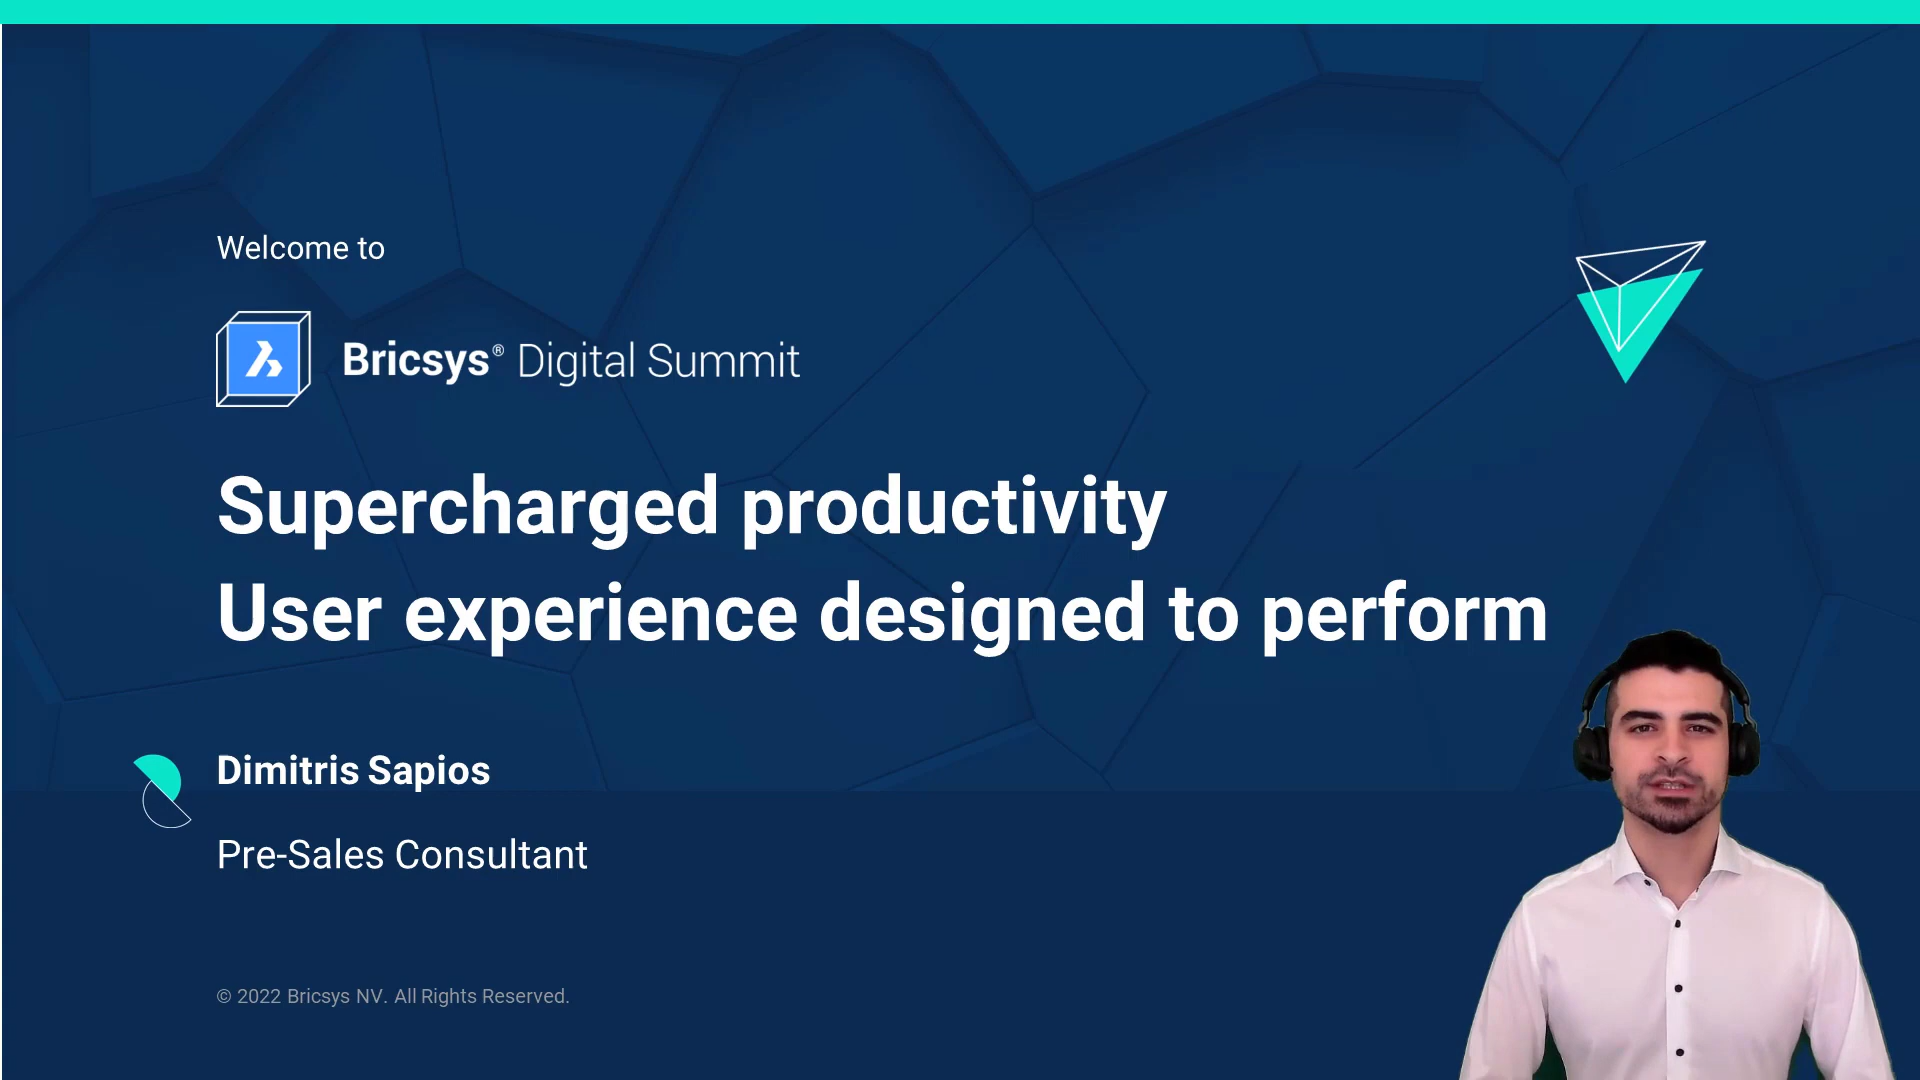 Welcome to
Bricsys® Digital Summit
Supercharged productivity
User experience designed to perform
Dimitris Sapios
Pre-Sales Consultant
© 2022 Bricsys NV. All Rights Reserved.